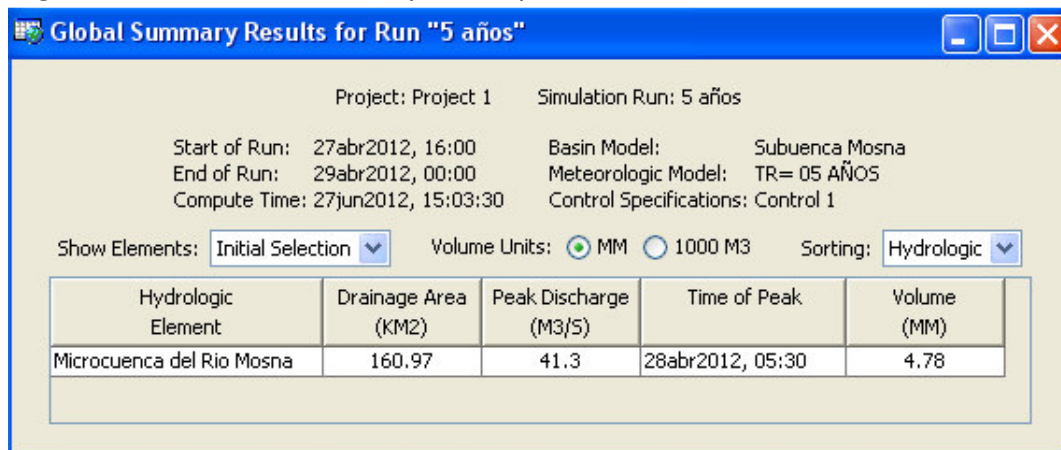 Global Summary Results for Run "5 años"
Project: Project 1 Simulation Run: 5 años
Start of Run: 27abr2012, 16:00 Basin Model: Subuenca Mosna
End of Run: 29abr2012, 00:00 Meteorologic Model: TR= 05 AÑOS
Compute Time: 27jun2012, 15:03:30 Control Specifications: Control 1
Show Elements: Initial Selection Volume Units: MM 1000 M3 Sorting: Hydrologic
Hydrologic Drainage Area Peak Discharge Time of Peak Volume
Element (KM2) (M3/S) (MM)
Microcuenca del Rio Mosna 160.97 41.3 28abr2012, 05:30 4.78